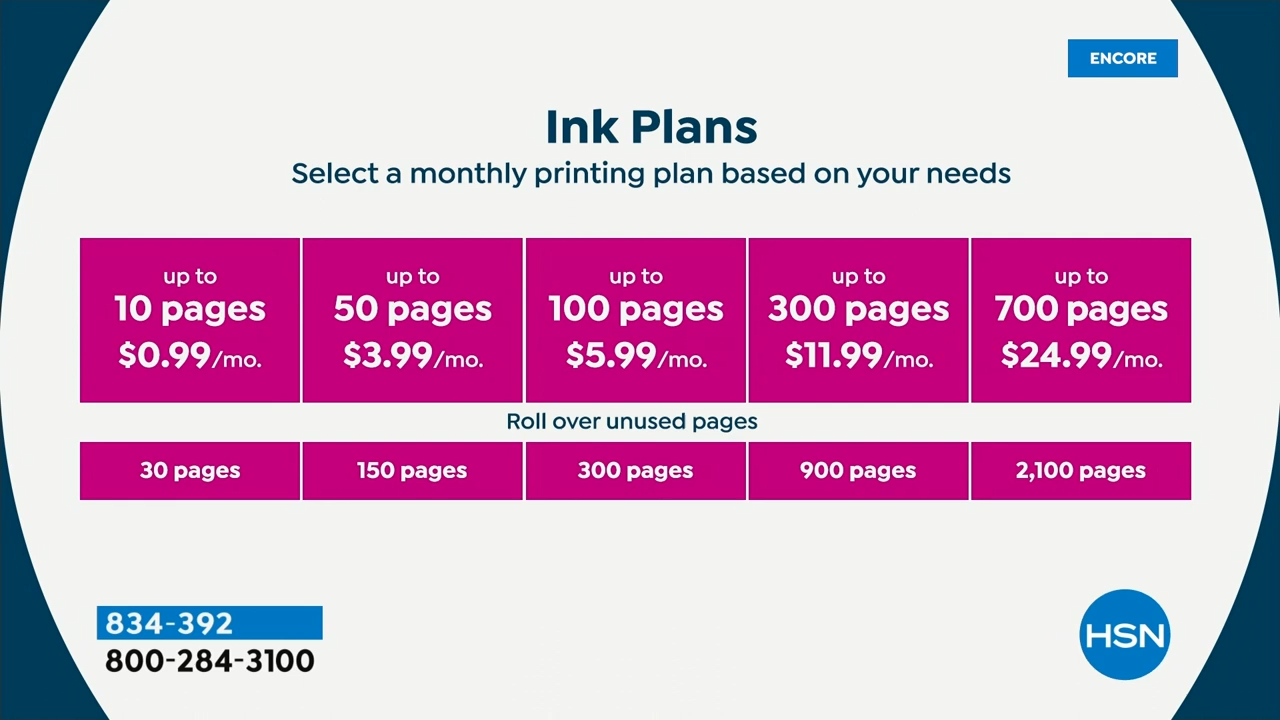 ENCORE
Ink Plans
Select a monthly printing plan based on your needs
up to
10 pages
$0.99/mo.
up to
50 pages
$3.99/mo.
up to
100 pages
$5.99/mo.
up to
300 pages
$11.99/mo.
up to
700 pages
$24.99/mo.
Roll over unused pages
30 pages
150 pages
300 pages
900 pages
2,100 pages
834-392
800-284-3100
HSN